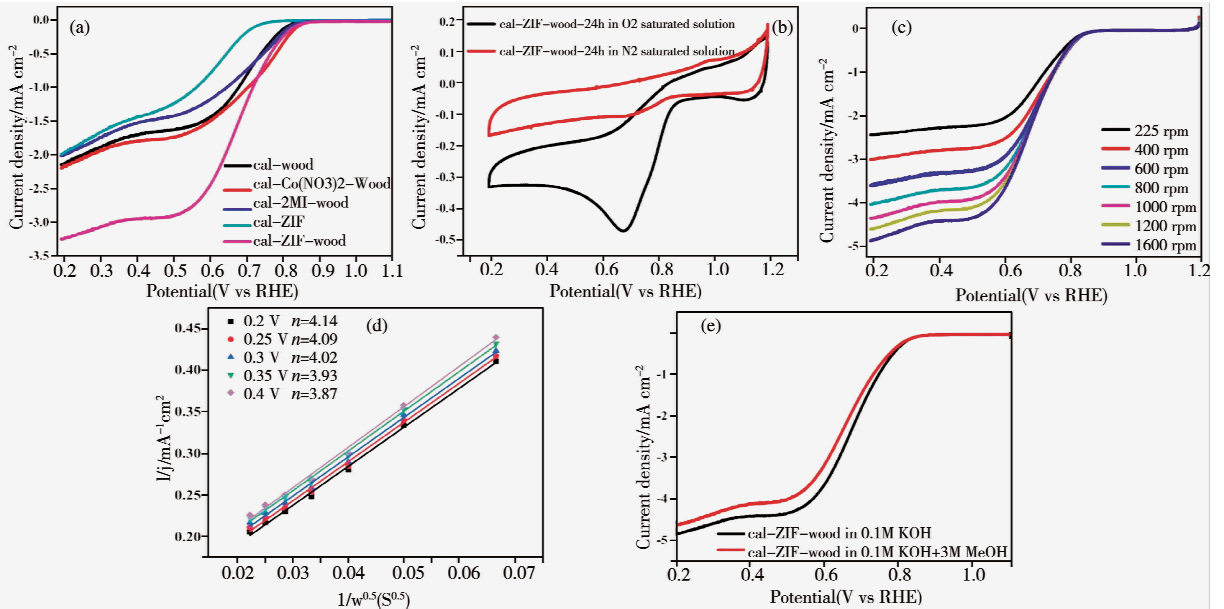 (a)
0.0
-0.5
-1.0
-1.5
-2.0
-2.5
-3.0
-3.5
Current density/mA cm⁻²
cal-wood
cal-Co(NO3)2-Wood
cal-2MI-wood
cal-ZIF
cal-ZIF-wood
0.2 0.3 0.4 0.5 0.6 0.7 0.8 0.9 1.0 1.1
Potential(V vs RHE)
(b)
0.2
0.1
0.0
-0.1
-0.2
-0.3
-0.4
-0.5
Current density/mA cm⁻²
cal-ZIF-wood-24h in O2 saturated solution
cal-ZIF-wood-24h in N2 saturated solution
0.2 0.4 0.6 0.8 1.0 1.2
Potential(V vs RHE)
(c)
0
-1
-2
-3
-4
-5
Current density/mA cm⁻²
225 rpm
400 rpm
600 rpm
800 rpm
1000 rpm
1200 rpm
1600 rpm
0.2 0.4 0.6 0.8 1.0 1.2
Potential(V vs RHE)
(d)
0.45
0.40
0.35
0.30
0.25
0.20
1/j/mA⁻¹cm²
0.2 V n=4.14
0.25 V n=4.09
0.3 V n=4.02
0.35 V n=3.93
0.4 V n=3.87
0.02 0.03 0.04 0.05 0.06 0.07
1/w⁰·⁵(S⁰·⁵)
(e)
0
-1
-2
-3
-4
-5
Current density/mA cm⁻²
cal-ZIF-wood in 0.1M KOH
cal-ZIF-wood in 0.1M KOH+3M MeOH
0.2 0.4 0.6 0.8 1.0
Potential(V vs RHE)